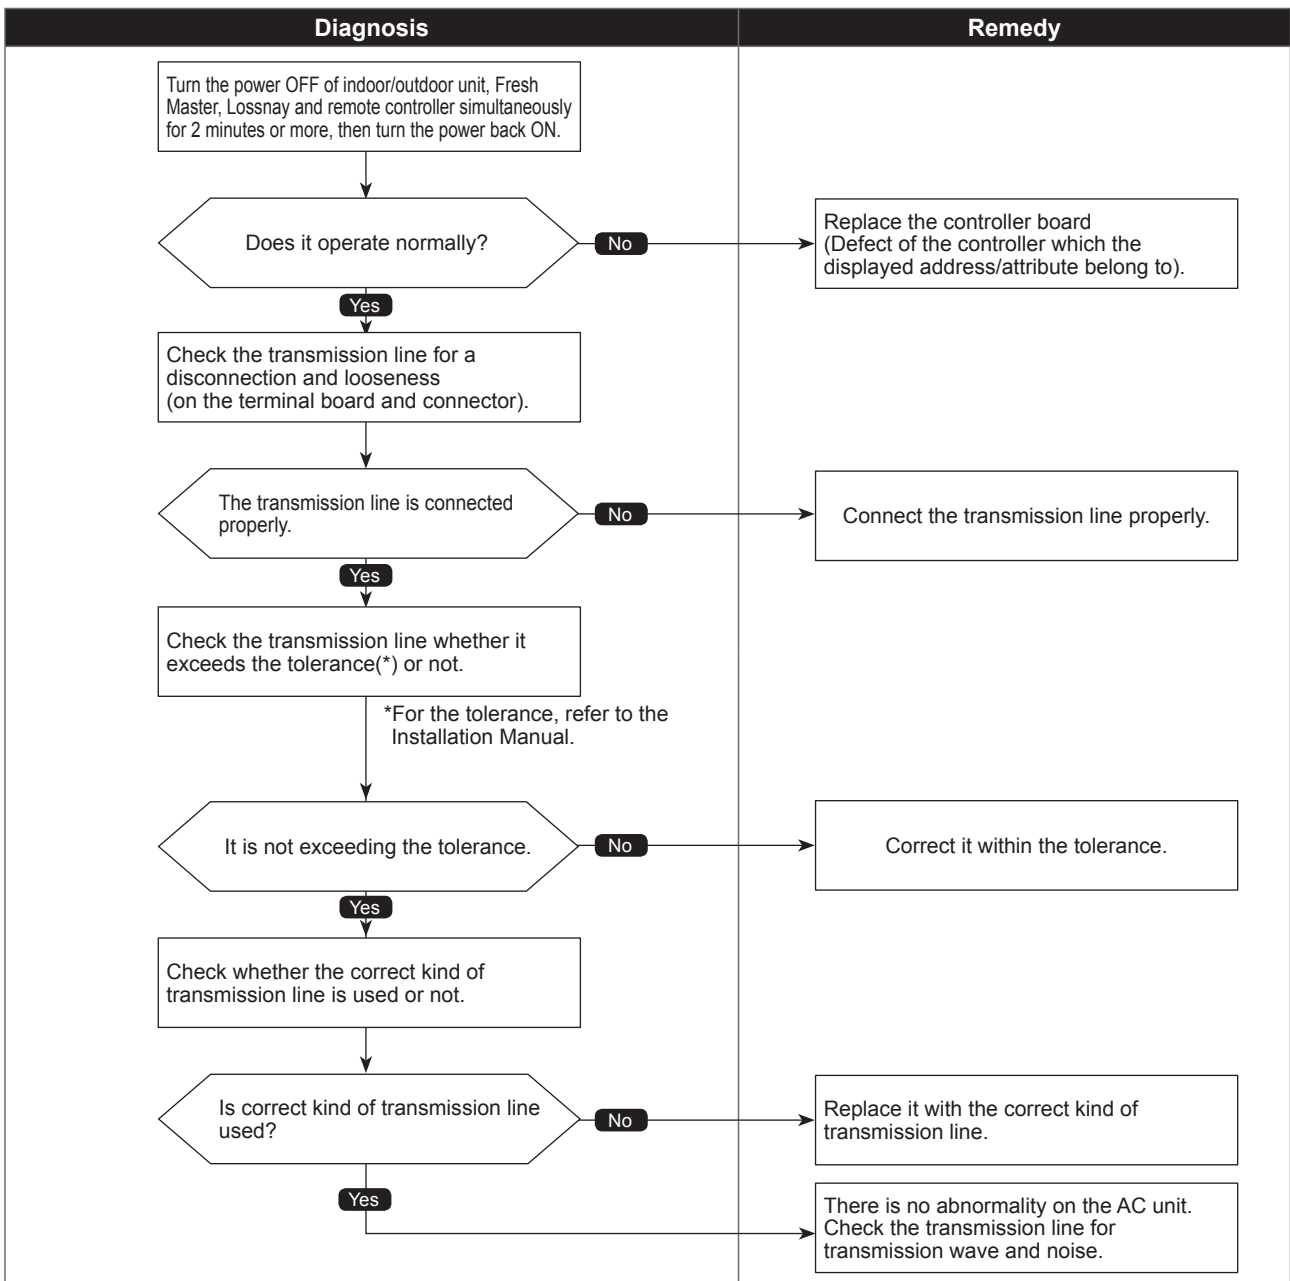 Diagnosis
Remedy
Turn the power OFF of indoor/outdoor unit, Fresh
Master, Lossnay and remote controller simultaneously
for 2 minutes or more, then turn the power back ON.
Does it operate normally?
No
Replace the controller board
(Defect of the controller which the
displayed address/attribute belong to).
Yes
Check the transmission line for a
disconnection and looseness
(on the terminal board and connector).
The transmission line is connected
properly.
No
Connect the transmission line properly.
Yes
Check the transmission line whether it
exceeds the tolerance(*) or not.
*For the tolerance, refer to the
Installation Manual.
It is not exceeding the tolerance.
No
Correct it within the tolerance.
Yes
Check whether the correct kind of
transmission line is used or not.
Is correct kind of transmission line
used?
No
Replace it with the correct kind of
transmission line.
Yes
There is no abnormality on the AC unit.
Check the transmission line for
transmission wave and noise.